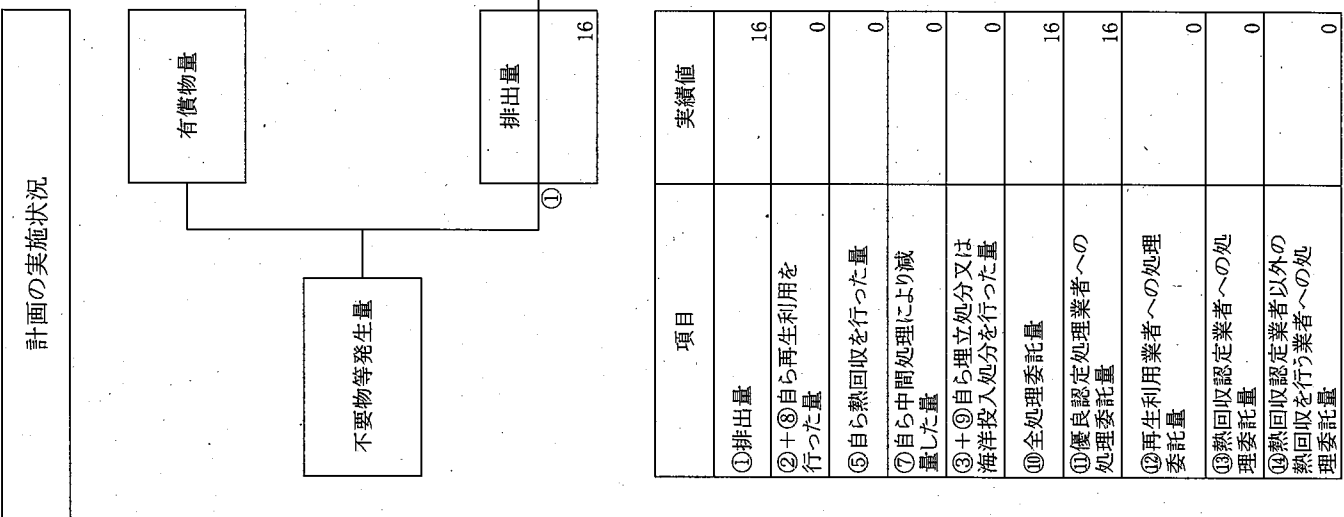 計画の実施状況
有償物量
不要物等発生量
①
排出量
16
項目
実績値
①排出量
16
②+⑧自ら再生利用を
行った量
0
⑤自ら熱回収を行った量
0
⑦自ら中間処理により減
量した量
0
③+⑨自ら埋立処分又は
海洋投入処分を行った量
0
⑩全処理委託量
16
⑪優良認定処理業者への
処理委託量
16
⑫再生利用業者への処理
委託量
0
⑬熱回収認定業者への処
理委託量
0
⑭熱回収認定業者以外の
熱回収を行う業者への処
理委託量
0